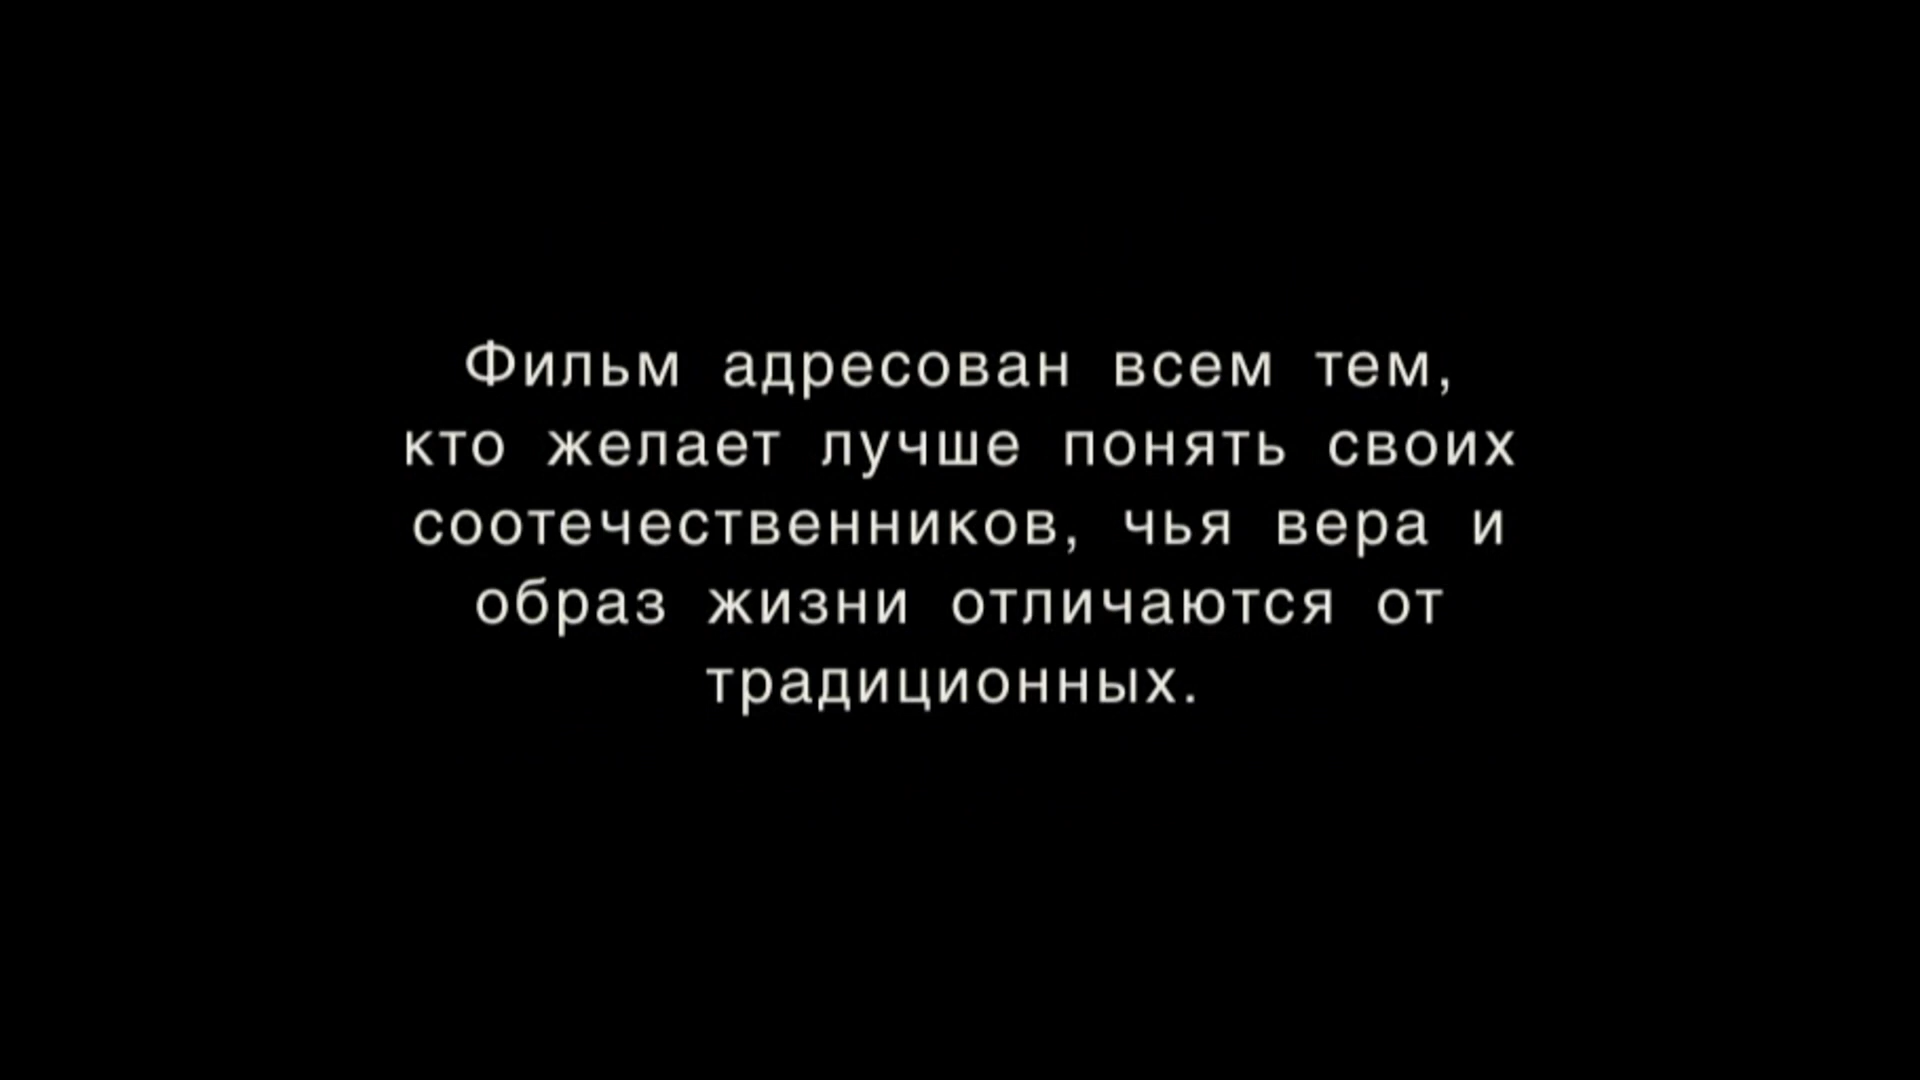 Фильм адресован всем тем,
кто желает лучше понять своих
соотечественников, чья вера и
образ жизни отличаются от
традиционных.